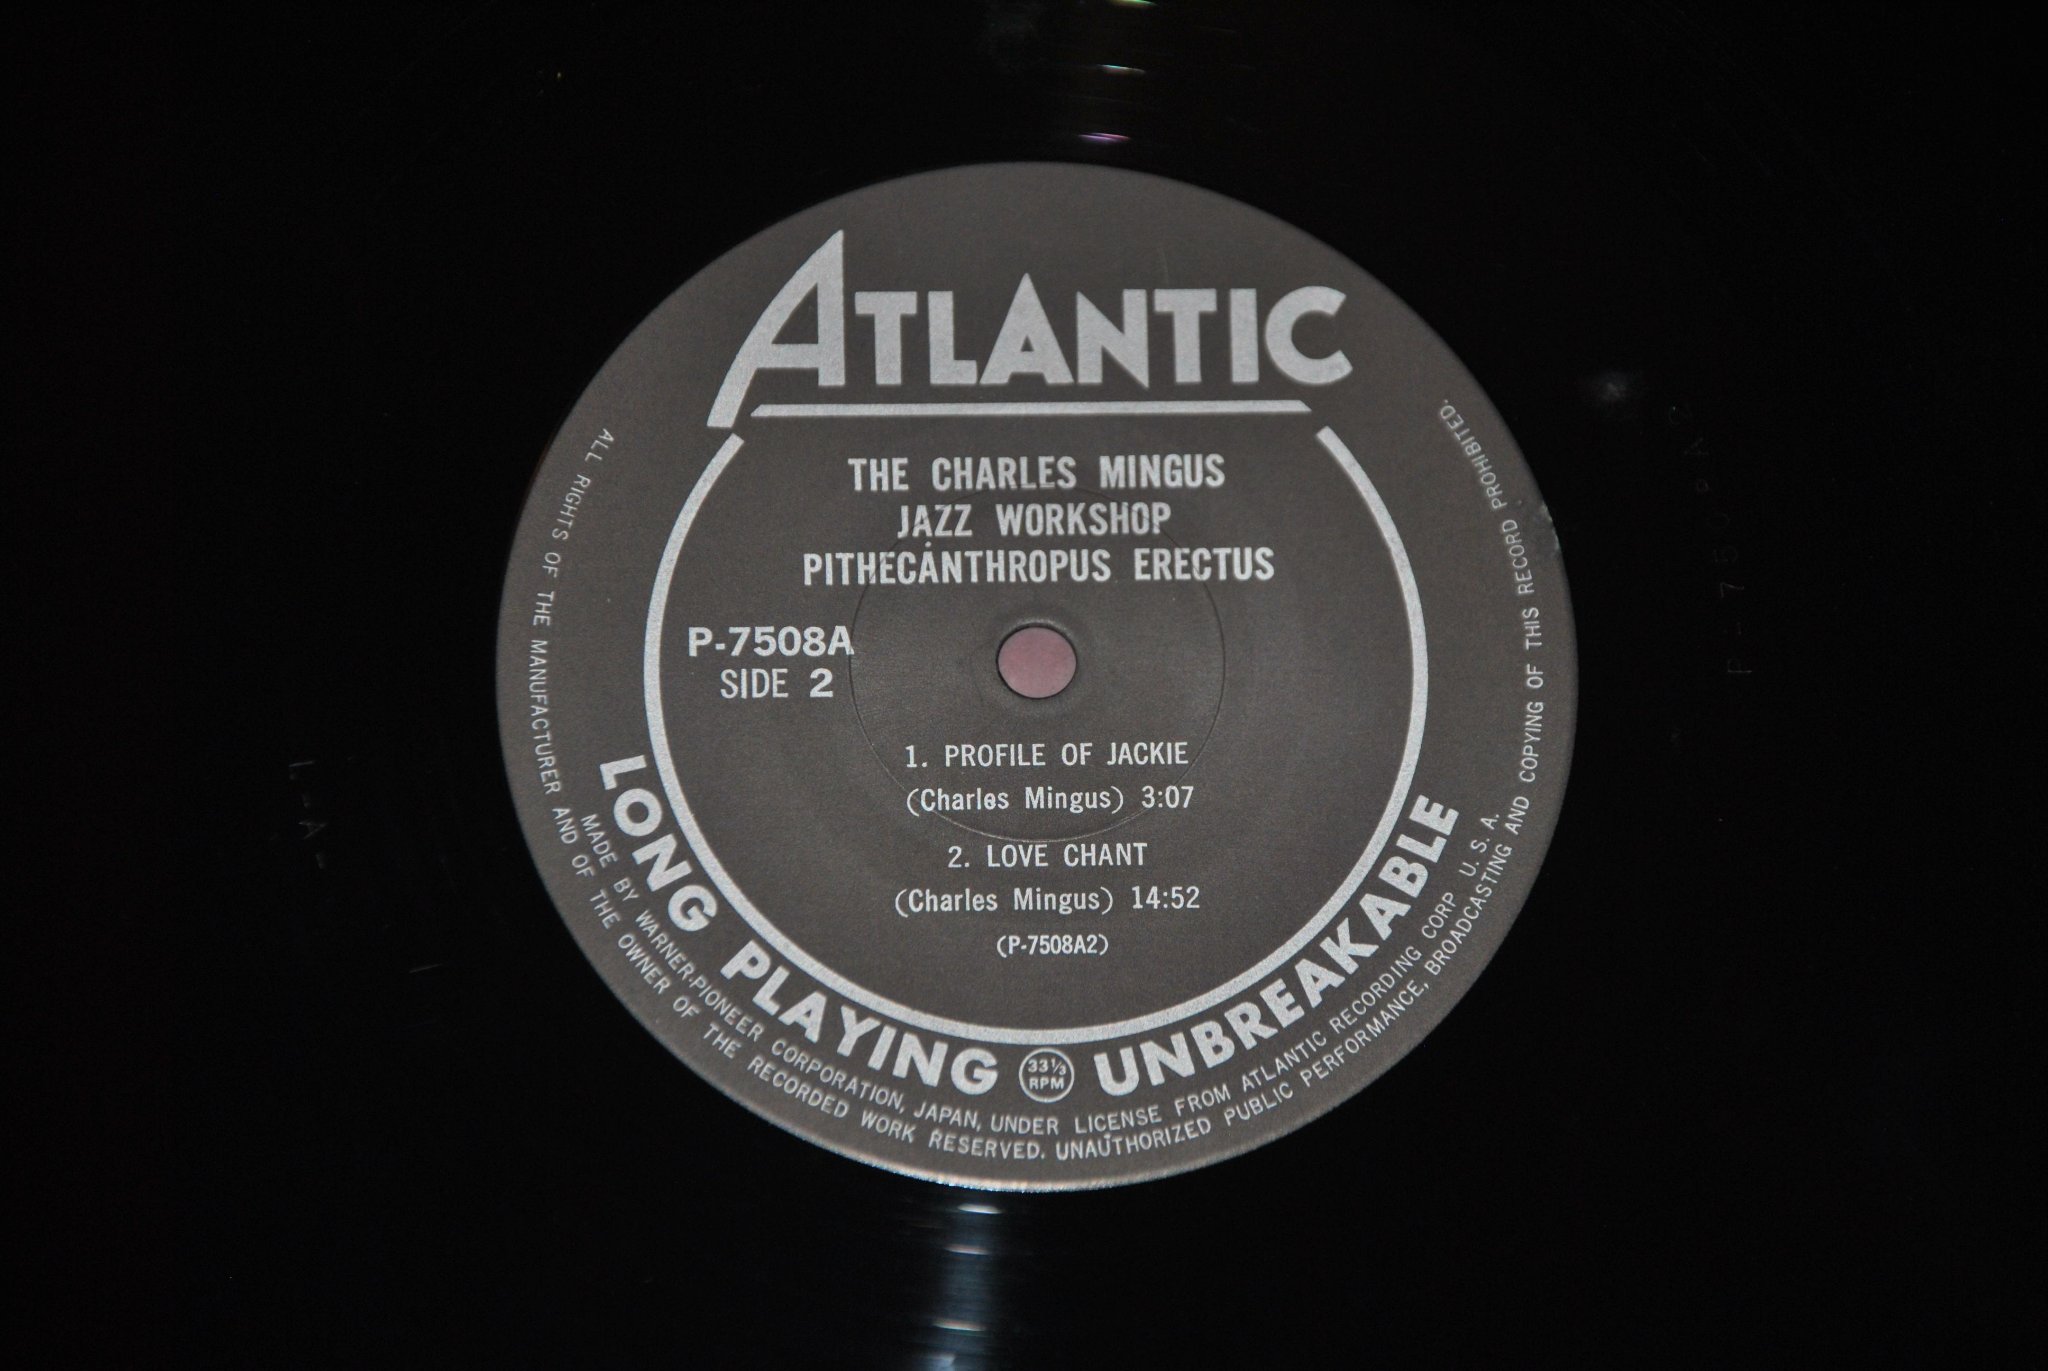 ATLANTIC
THE CHARLES MINGUS
JAZZ WORKSHOP
PITHECANTHROPUS ERECTUS
P-7508A
SIDE 2
1. PROFILE OF JACKIE
(Charles Mingus) 3:07
2. LOVE CHANT
(Charles Mingus) 14:52
(P-7508A2)
LONG PLAYING 33⅓ RPM UNBREAKABLE
MADE BY WARNER-PIONEER CORPORATION, JAPAN, UNDER LICENSE FROM ATLANTIC RECORDING CORP. U. S. A.
ALL RIGHTS OF THE MANUFACTURER AND OF THE OWNER OF THE RECORDED WORK RESERVED. UNAUTHORIZED PUBLIC PERFORMANCE, BROADCASTING AND COPYING OF THIS RECORD PROHIBITED.